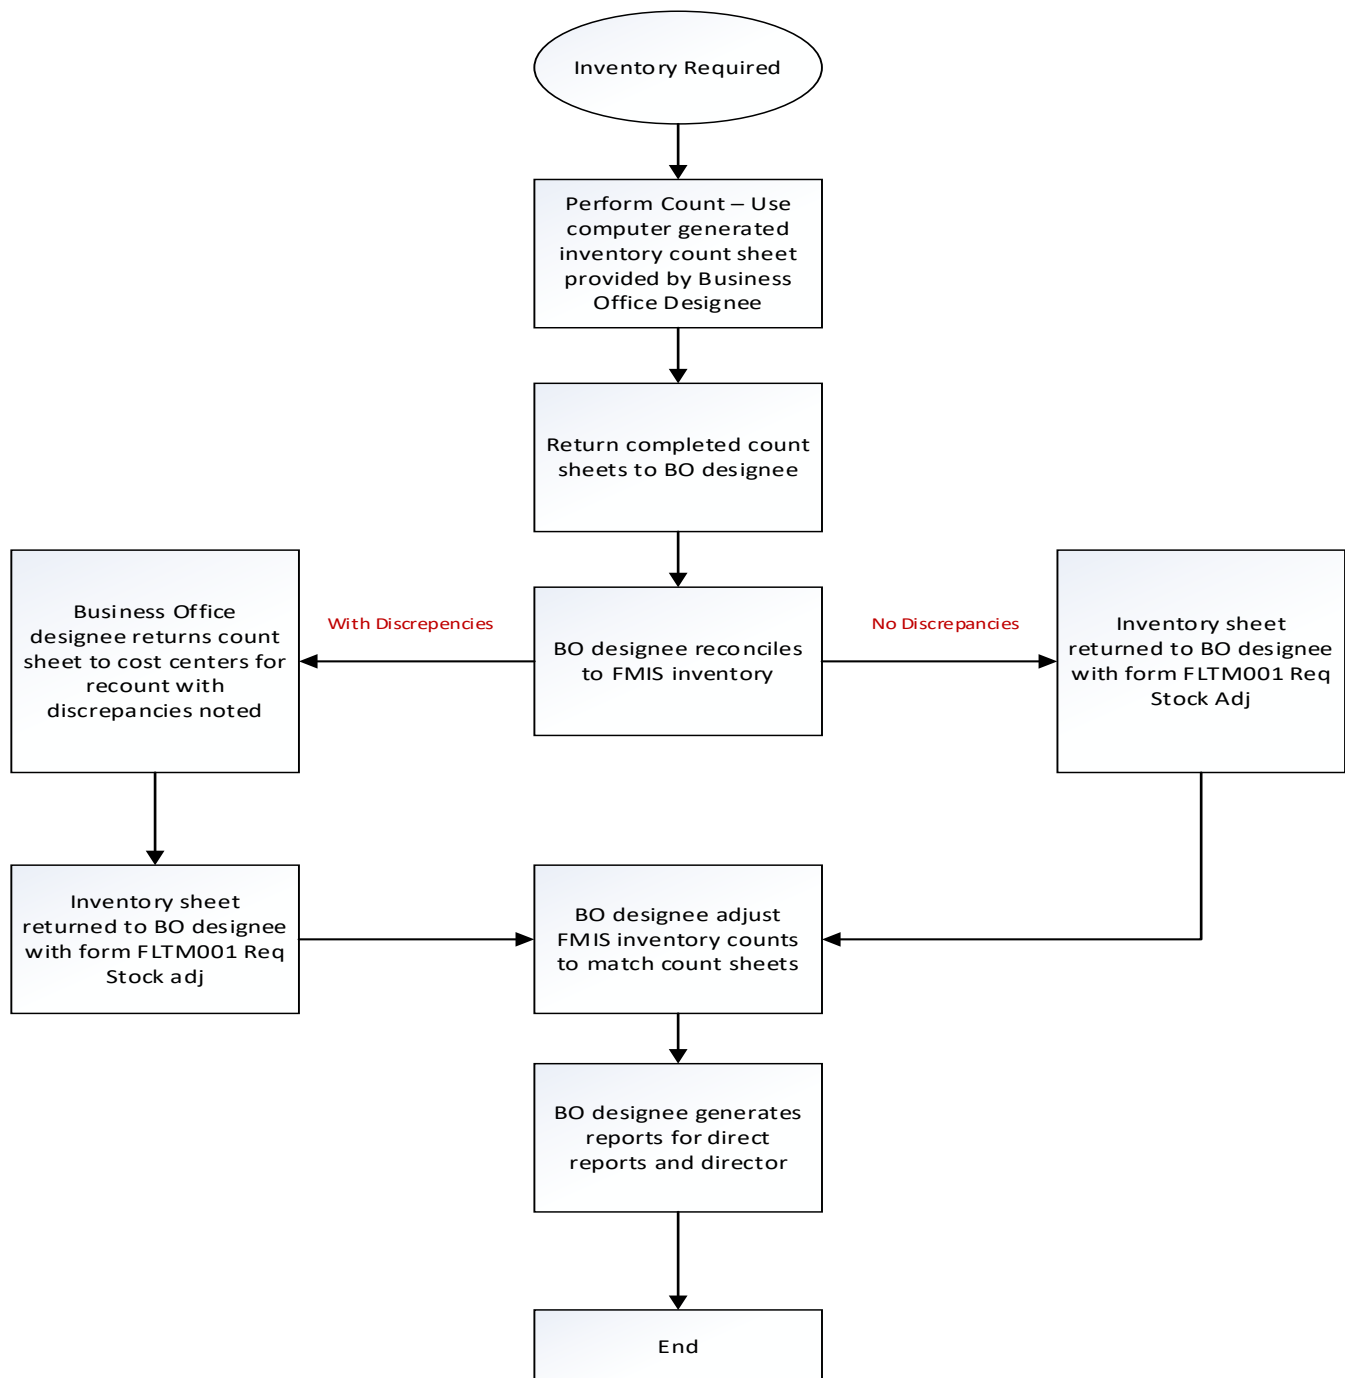 Inventory Required
Perform Count – Use
computer generated
inventory count sheet
provided by Business
Office Designee
Return completed count
sheets to BO designee
Business Office
designee returns count
sheet to cost centers for
recount with
discrepancies noted
With Discrepencies
BO designee reconciles
to FMIS inventory
No Discrepancies
Inventory sheet
returned to BO designee
with form FLTM001 Req
Stock Adj
Inventory sheet
returned to BO designee
with form FLTM001 Req
Stock adj
BO designee adjust
FMIS inventory counts
to match count sheets
BO designee generates
reports for direct
reports and director
End